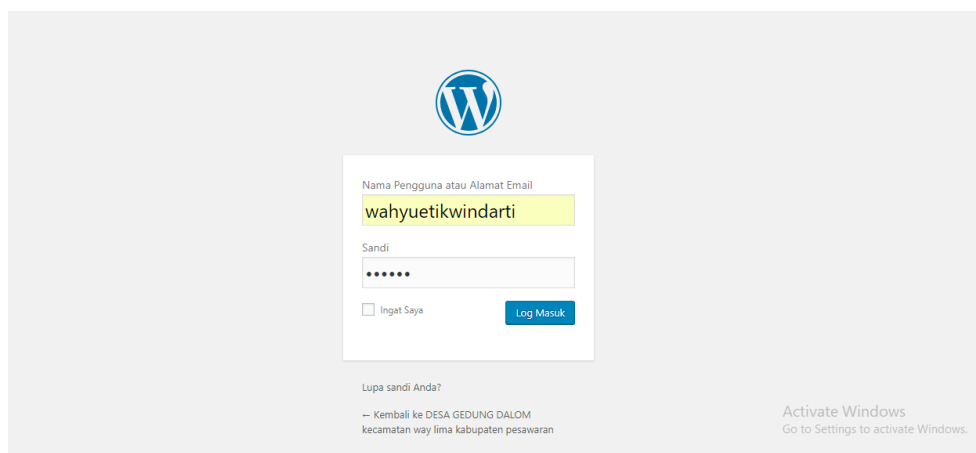 Nama Pengguna atau Alamat Email
wahyuetikwindarti
Sandi
••••••
Ingat Saya
Log Masuk
Lupa sandi Anda?
← Kembali ke DESA GEDUNG DALOM
kecamatan way lima kabupaten pesawaran
Activate Windows
Go to Settings to activate Windows.